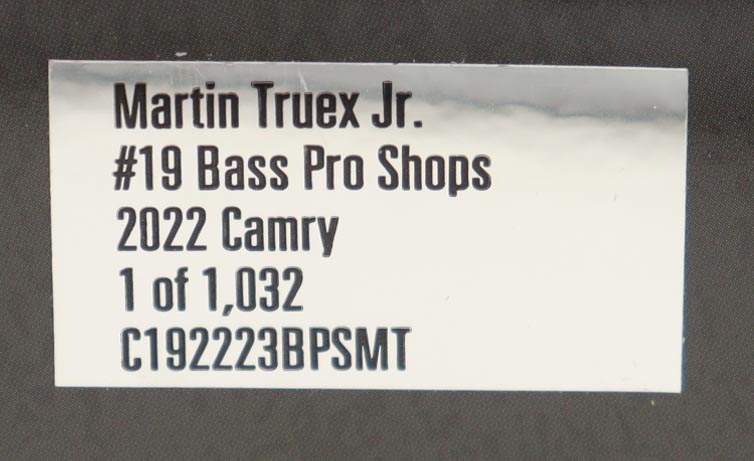 Martin Truex Jr.
#19 Bass Pro Shops
2022 Camry
1 of 1,032
C192223BPSMT